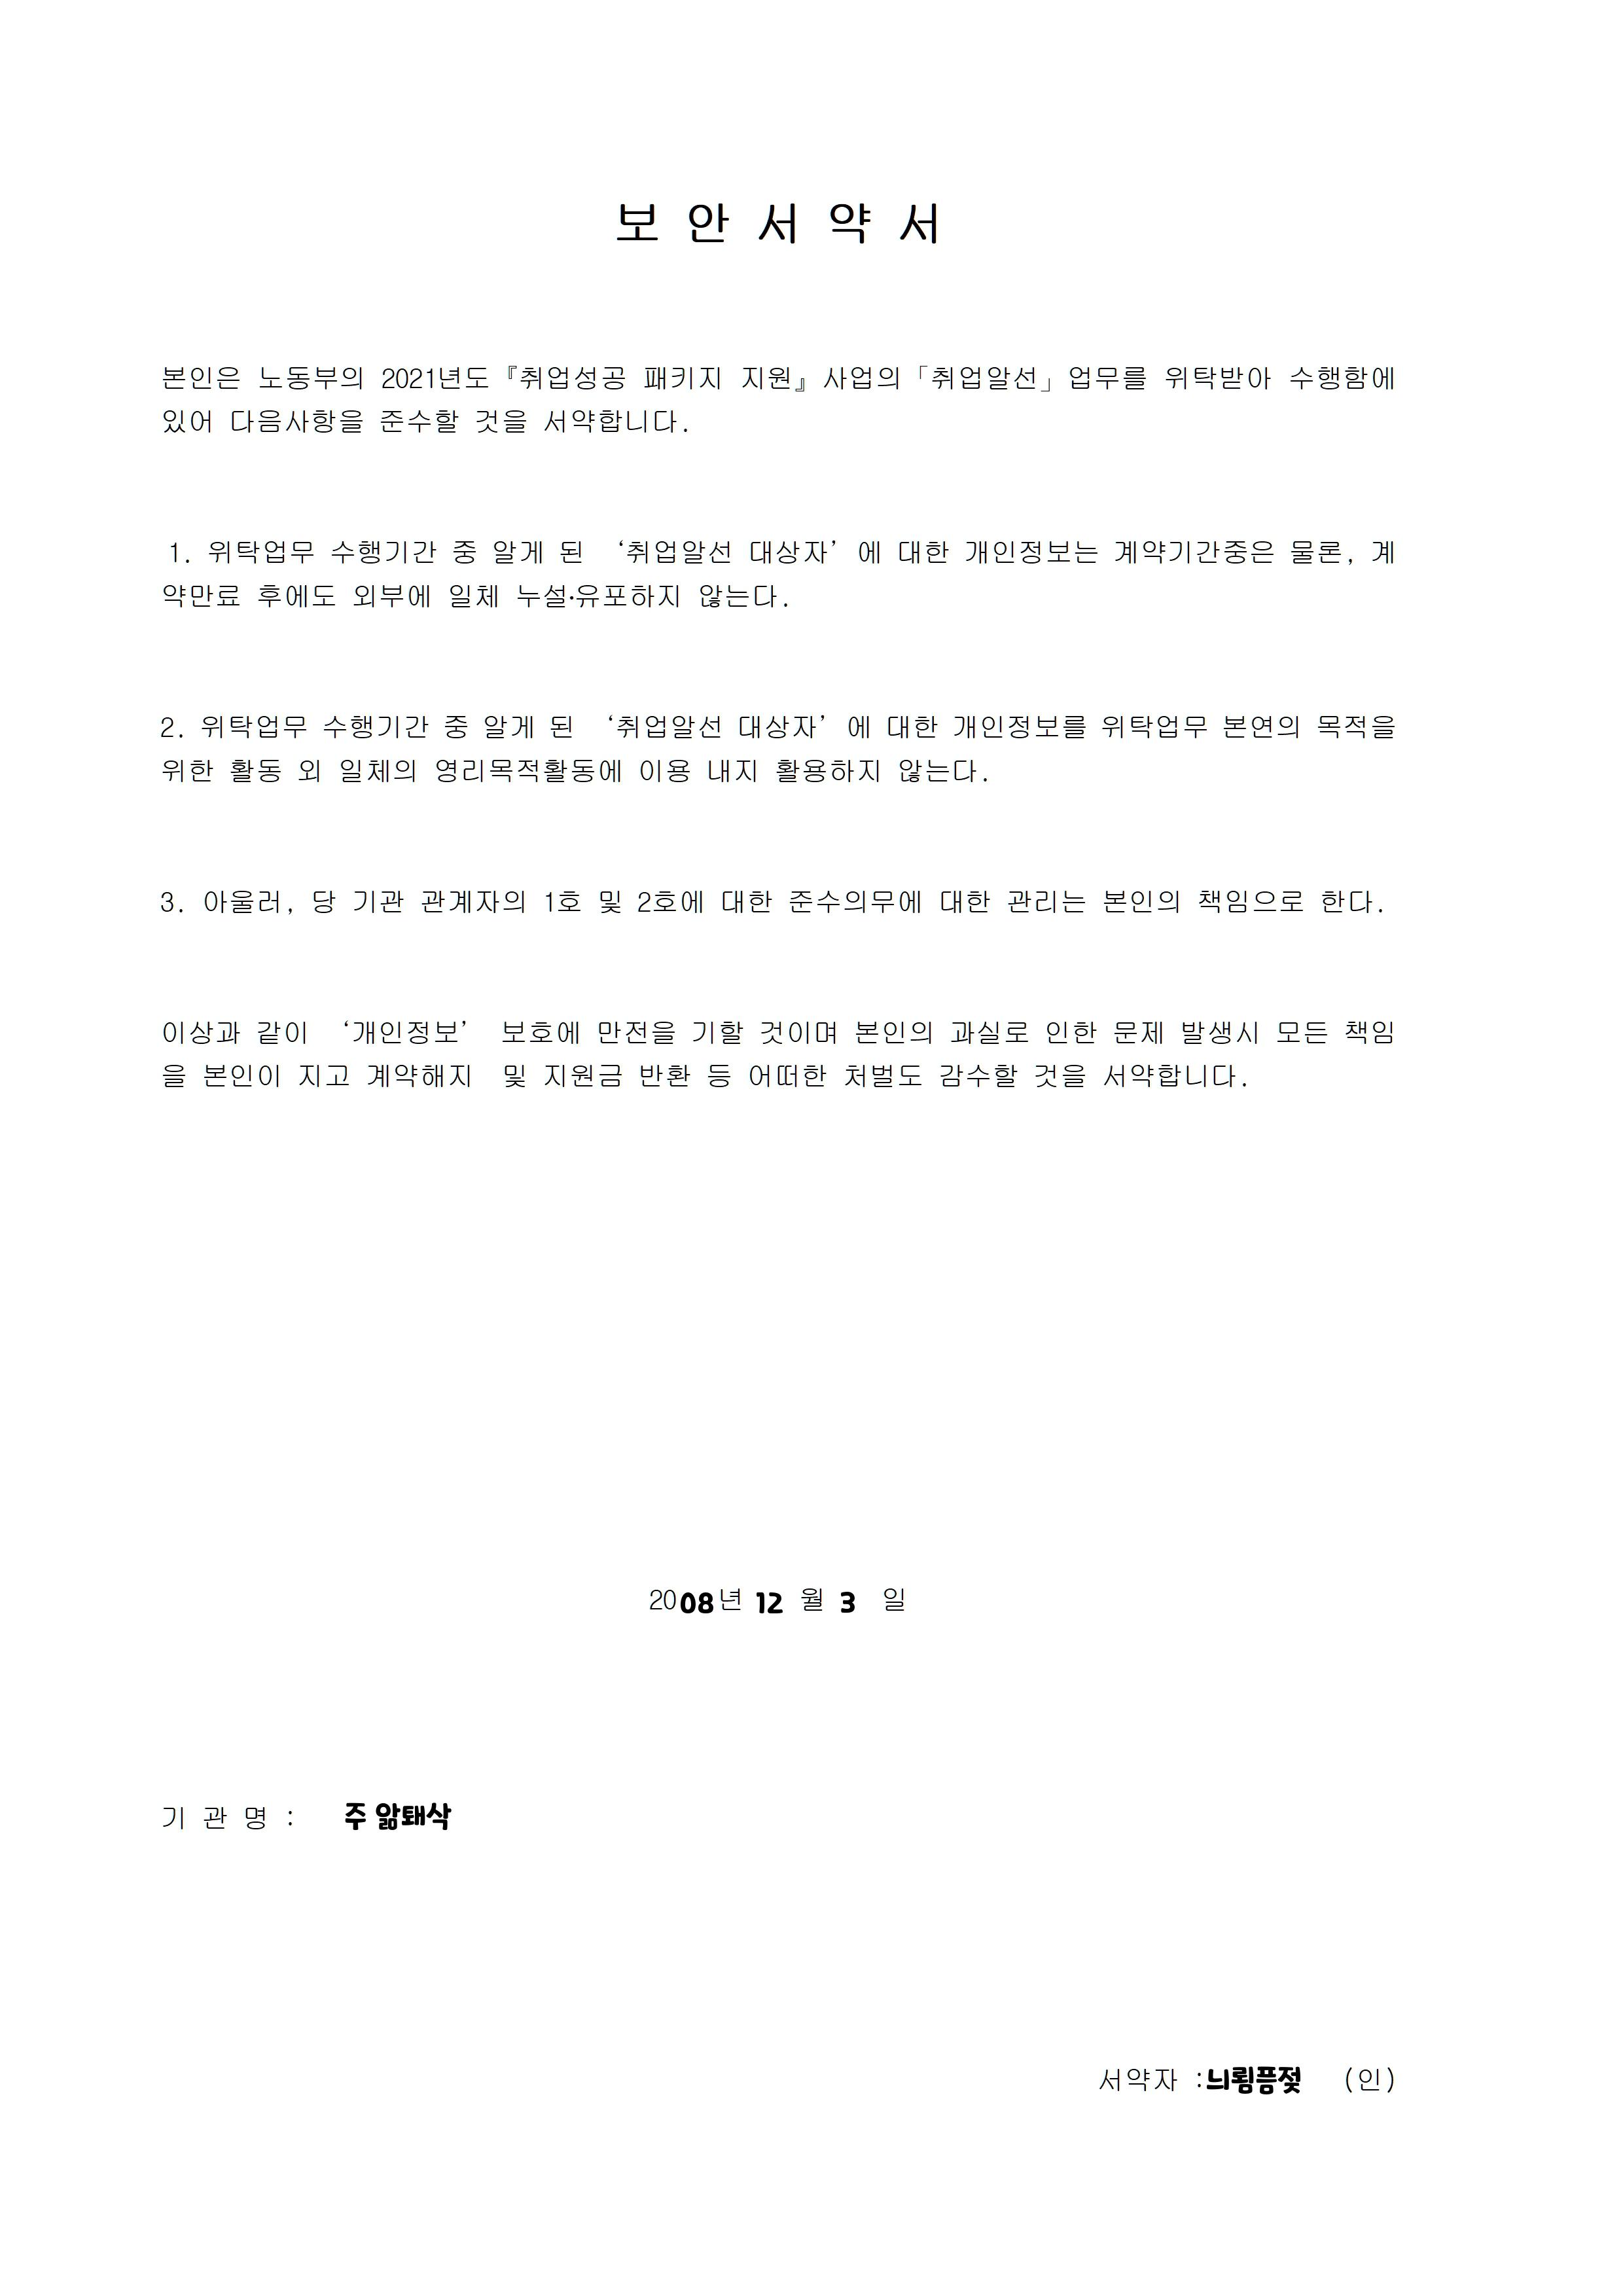 보 안 서 약 서
본인은 노동부의 2021년도『취업성공 패키지 지원』사업의「취업알선」업무를 위탁받아 수행함에
있어 다음사항을 준수할 것을 서약합니다.
1. 위탁업무 수행기간 중 알게 된 ‘취업알선 대상자’에 대한 개인정보는 계약기간중은 물론, 계
약만료 후에도 외부에 일체 누설·유포하지 않는다.
2. 위탁업무 수행기간 중 알게 된 ‘취업알선 대상자’에 대한 개인정보를 위탁업무 본연의 목적을
위한 활동 외 일체의 영리목적활동에 이용 내지 활용하지 않는다.
3. 아울러, 당 기관 관계자의 1호 및 2호에 대한 준수의무에 대한 관리는 본인의 책임으로 한다.
이상과 같이 ‘개인정보’ 보호에 만전을 기할 것이며 본인의 과실로 인한 문제 발생시 모든 책임
을 본인이 지고 계약해지 및 지원금 반환 등 어떠한 처벌도 감수할 것을 서약합니다.
2008년 12 월 3 일
기 관 명 : 주 앎퇘삭
서약자 : (인)